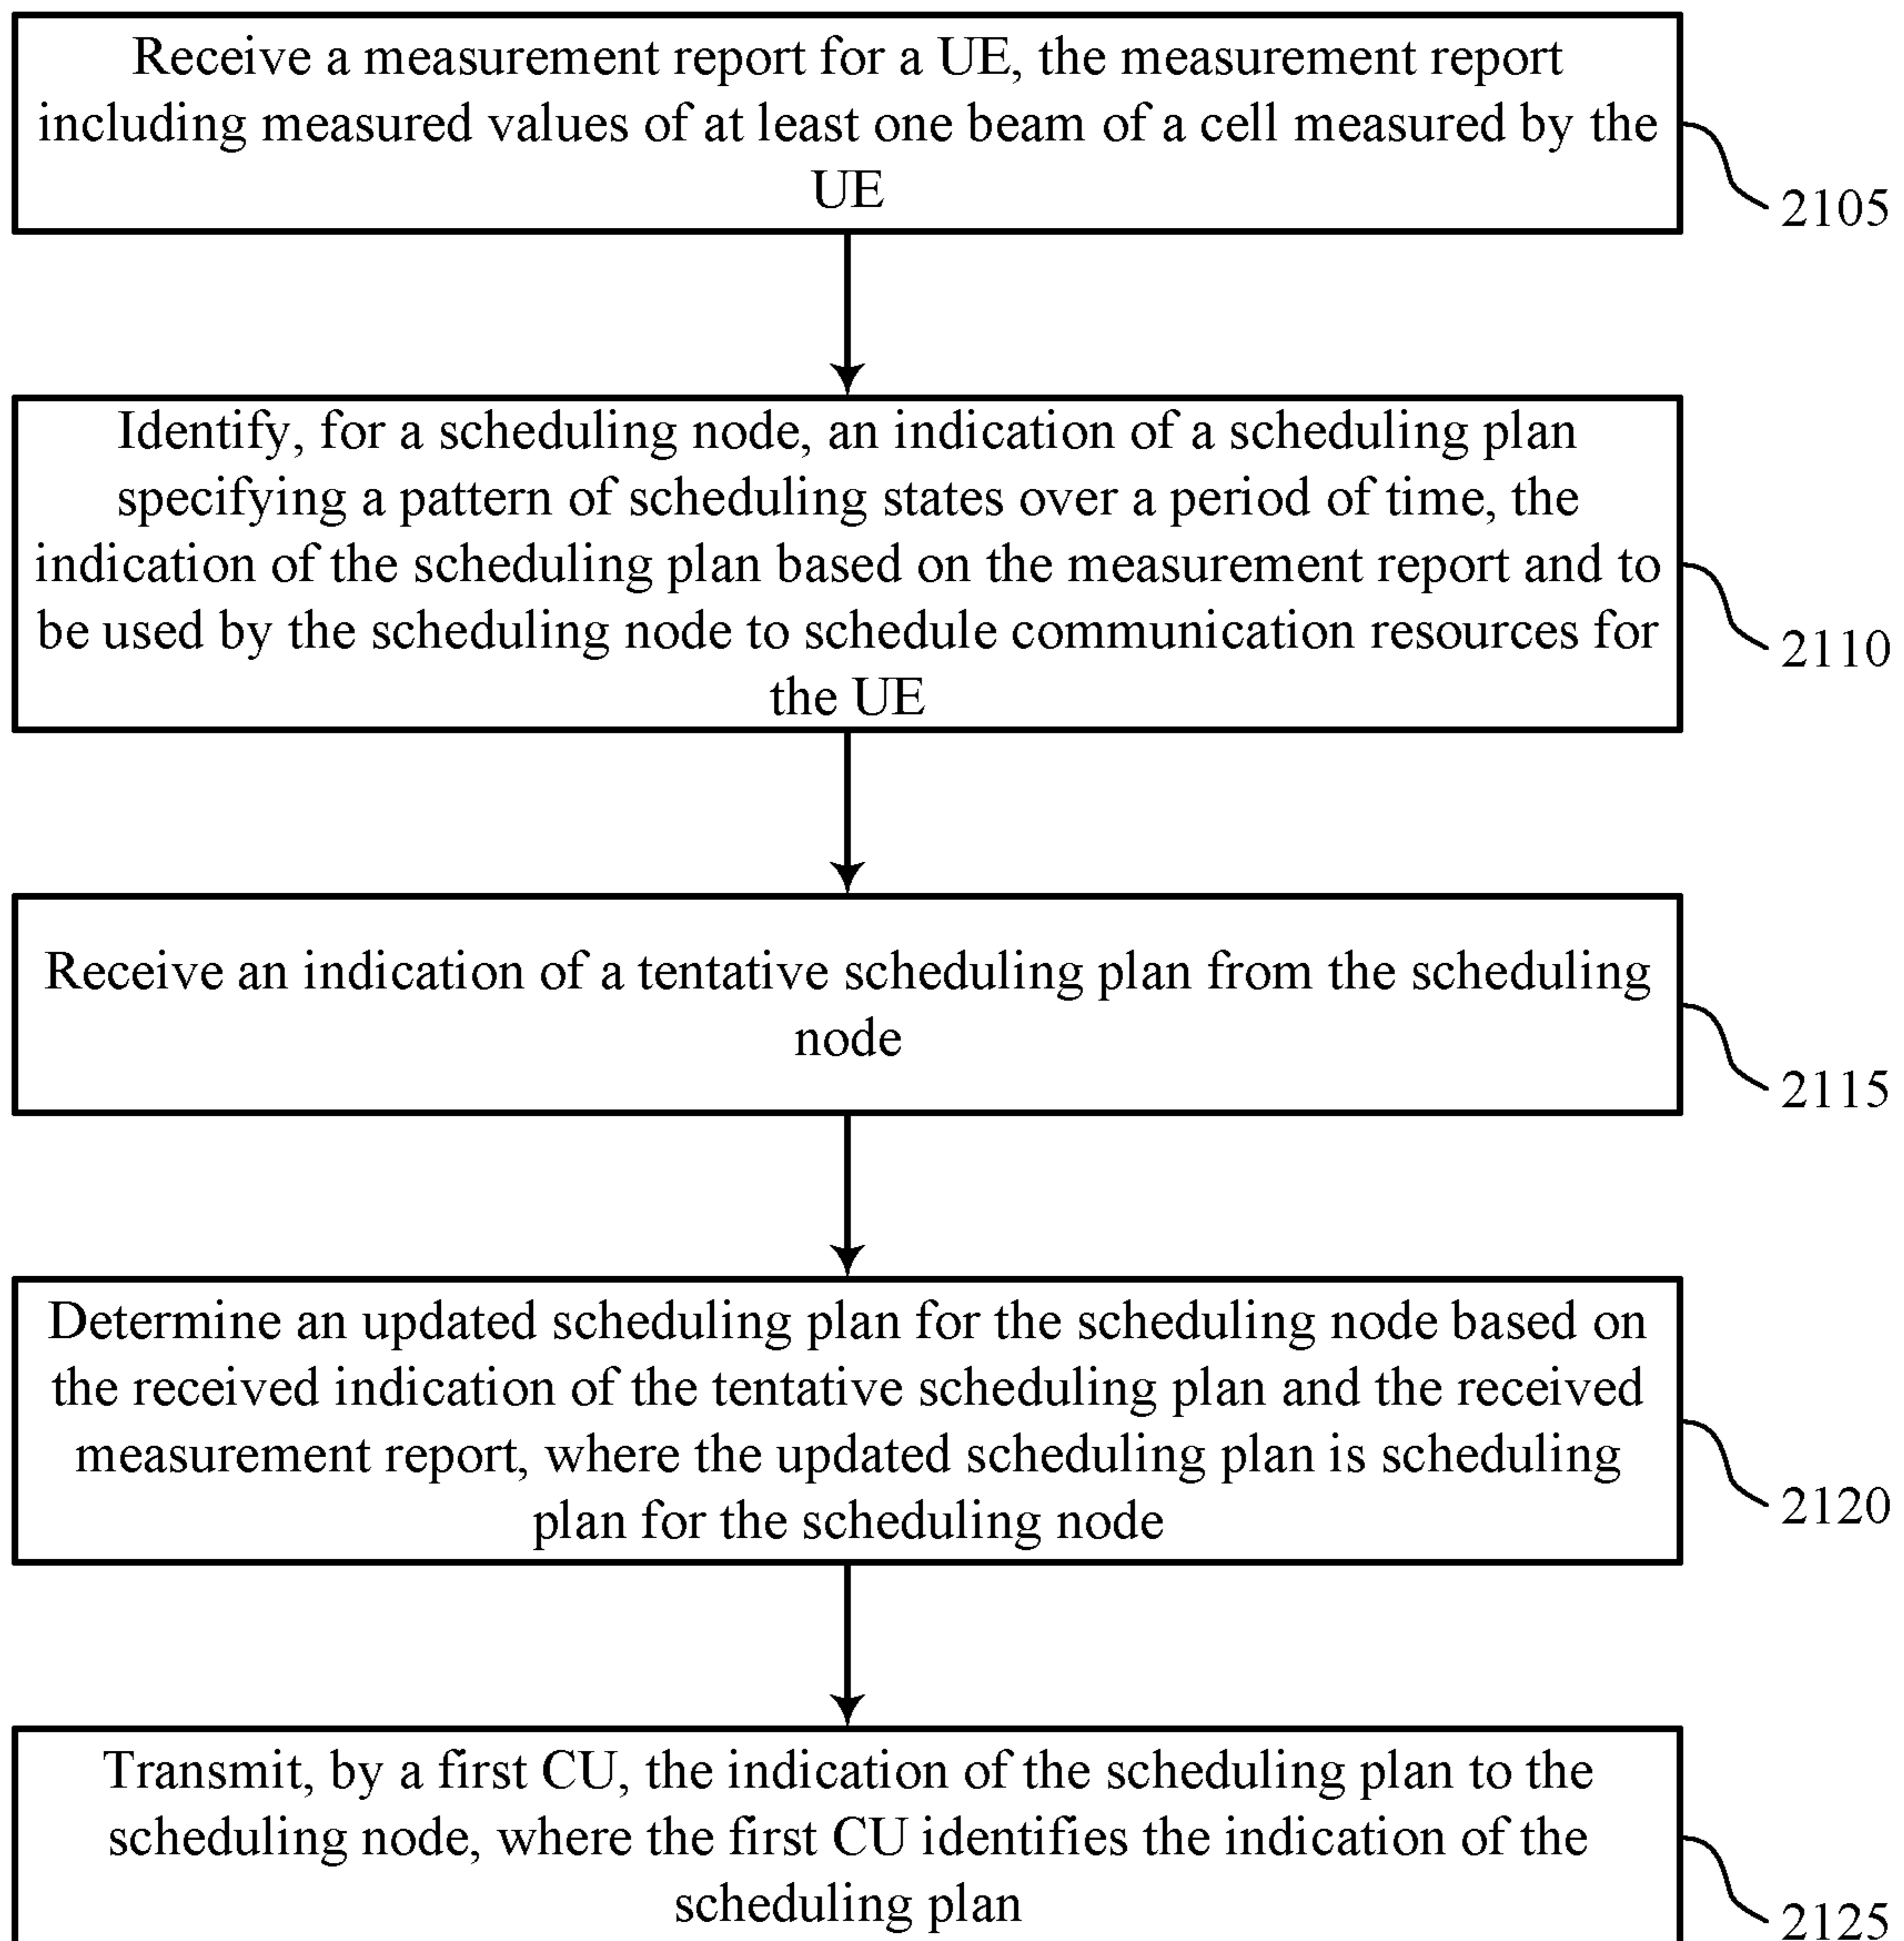 Receive a measurement report for a UE, the measurement report
including measured values of at least one beam of a cell measured by the
UE
2105
Identify, for a scheduling node, an indication of a scheduling plan
specifying a pattern of scheduling states over a period of time, the
indication of the scheduling plan based on the measurement report and to
be used by the scheduling node to schedule communication resources for
the UE
2110
Receive an indication of a tentative scheduling plan from the scheduling
node
2115
Determine an updated scheduling plan for the scheduling node based on
the received indication of the tentative scheduling plan and the received
measurement report, where the updated scheduling plan is scheduling
plan for the scheduling node
2120
Transmit, by a first CU, the indication of the scheduling plan to the
scheduling node, where the first CU identifies the indication of the
scheduling plan
2125